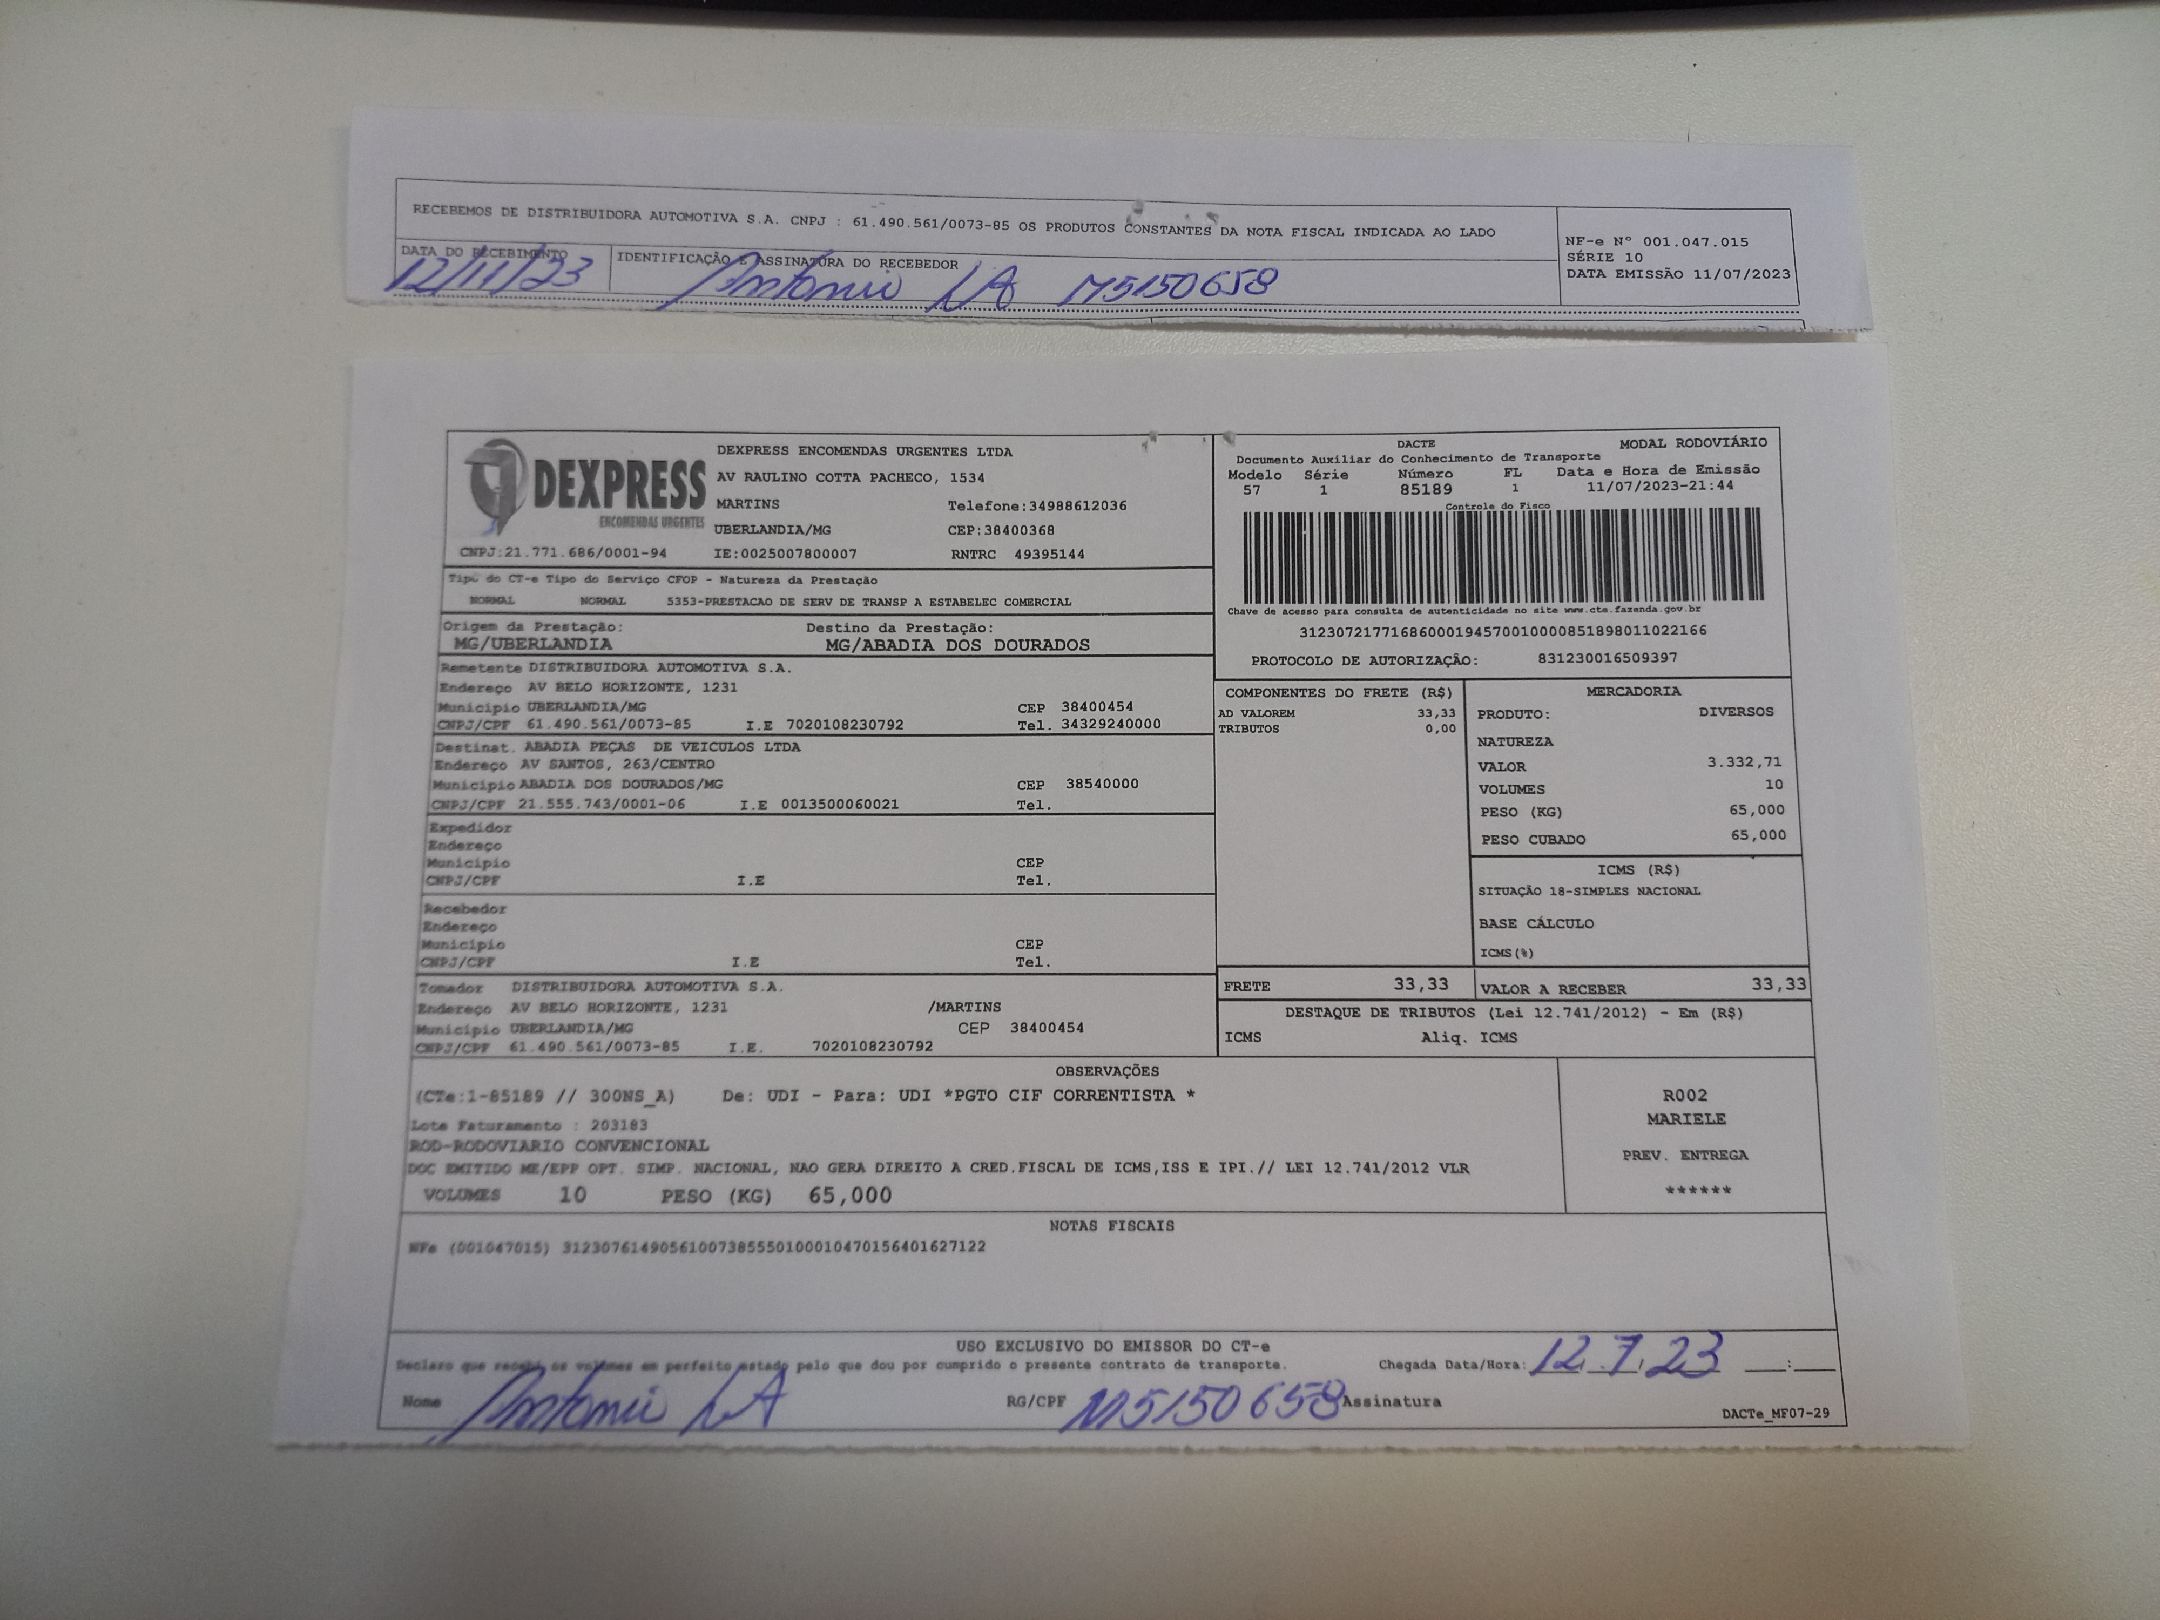 RECEBEMOS DE DISTRIBUIDORA AUTOMOTIVA S.A. CNPJ : 61.490.561/0073-85 OS PRODUTOS CONSTANTES DA NOTA FISCAL INDICADA AO LADO
NF-e Nº 001.047.015
SÉRIE 10
DATA EMISSÃO 11/07/2023
DATA DO RECEBIMENTO IDENTIFICAÇÃO E ASSINATURA DO RECEBEDOR
12/11/23 Antonio LA M5150658
DEXPRESS
ENCOMENDAS URGENTES
DEXPRESS ENCOMENDAS URGENTES LTDA
AV RAULINO COTTA PACHECO, 1534
MARTINS Telefone:34988612036
UBERLANDIA/MG CEP:38400368
CNPJ:21.771.686/0001-94 IE:0025007800007 RNTRC 49395144
DACTE MODAL RODOVIÁRIO
Documento Auxiliar do Conhecimento de Transporte
Modelo Série Número FL Data e Hora de Emissão
57 1 85189 1 11/07/2023-21:44
Controle do Fisco
Chave de acesso para consulta de autenticidade no site www.cte.fazenda.gov.br
31230721771686000194570010000851898011022166
PROTOCOLO DE AUTORIZAÇÃO: 831230016509397
Tipo do CT-e Tipo do Serviço CFOP - Natureza da Prestação
NORMAL NORMAL 5353-PRESTACAO DE SERV DE TRANSP A ESTABELEC COMERCIAL
Origem da Prestação: Destino da Prestação:
MG/UBERLANDIA MG/ABADIA DOS DOURADOS
Remetente DISTRIBUIDORA AUTOMOTIVA S.A.
Endereço AV BELO HORIZONTE, 1231
Municipio UBERLANDIA/MG CEP 38400454
CNPJ/CPF 61.490.561/0073-85 I.E 7020108230792 Tel. 34329240000
Destinat. ABADIA PEÇAS DE VEICULOS LTDA
Endereço AV SANTOS, 263/CENTRO
Municipio ABADIA DOS DOURADOS/MG CEP 38540000
CNPJ/CPF 21.555.743/0001-06 I.E 0013500060021 Tel.
Expedidor
Endereço
Município CEP
CNPJ/CPF I.E Tel.
Recebedor
Endereço
Município CEP
CNPJ/CPF I.E Tel.
Tomador DISTRIBUIDORA AUTOMOTIVA S.A.
Endereço AV BELO HORIZONTE, 1231 /MARTINS
Município UBERLANDIA/MG CEP 38400454
CNPJ/CPF 61.490.561/0073-85 I.E. 7020108230792
COMPONENTES DO FRETE (R$)
AD VALOREM 33,33
TRIBUTOS 0,00
MERCADORIA
PRODUTO: DIVERSOS
NATUREZA
VALOR 3.332,71
VOLUMES 10
PESO (KG) 65,000
PESO CUBADO 65,000
ICMS (R$)
SITUAÇÃO 18-SIMPLES NACIONAL
BASE CÁLCULO
ICMS(%)
FRETE 33,33 VALOR A RECEBER 33,33
DESTAQUE DE TRIBUTOS (Lei 12.741/2012) - Em (R$)
ICMS Aliq. ICMS
OBSERVAÇÕES
(CTe:1-85189 // 300NS_A) De: UDI - Para: UDI *PGTO CIF CORRENTISTA *
Lote Faturamento : 203183
ROD-RODOVIARIO CONVENCIONAL
DOC EMITIDO ME/EPP OPT. SIMP. NACIONAL, NAO GERA DIREITO A CRED.FISCAL DE ICMS,ISS E IPI.// LEI 12.741/2012 VLR
VOLUMES 10 PESO (KG) 65,000
R002
MARIELE
PREV. ENTREGA
******
NOTAS FISCAIS
NFe (001047015) 31230761490561007385550100010470156401627122
USO EXCLUSIVO DO EMISSOR DO CT-e
Declaro que recebi os volumes em perfeito estado pelo que dou por cumprido o presente contrato de transporte. Chegada Data/Hora: 12.7.23 ___:___
Nome Antonio LA RG/CPF M5150658 Assinatura
DACTe_MF07-29